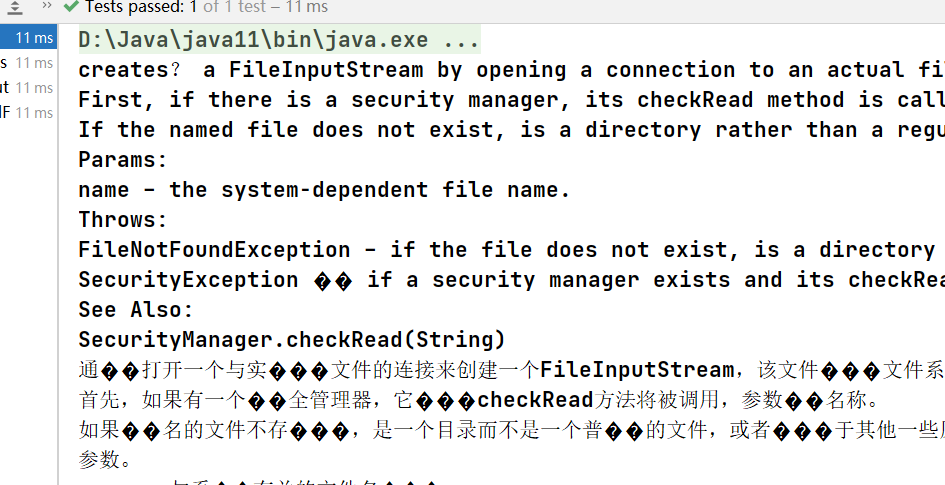 Tests passed: 1 of 1 test – 11 ms
11 ms
D:\Java\java11\bin\java.exe ...
11 ms
creates? a FileInputStream by opening a connection to an actual
11 ms
First, if there is a security manager, its checkRead method is
11 ms
If the named file does not exist, is a directory rather than a
Params:
name – the system-dependent file name.
Throws:
FileNotFoundException – if the file does not exist, is a directory
SecurityException �� if a security manager exists and its
See Also:
SecurityManager.checkRead(String)
通��打开一个与实���文件的连接来创建一个FileInputStream，该文件���文件系
首先，如果有一个��全管理器，它���checkRead方法将被调用，参数��名称。
如果��名的文件不存���，是一个目录而不是一个普��的文件，或者���于其他一些
参数。